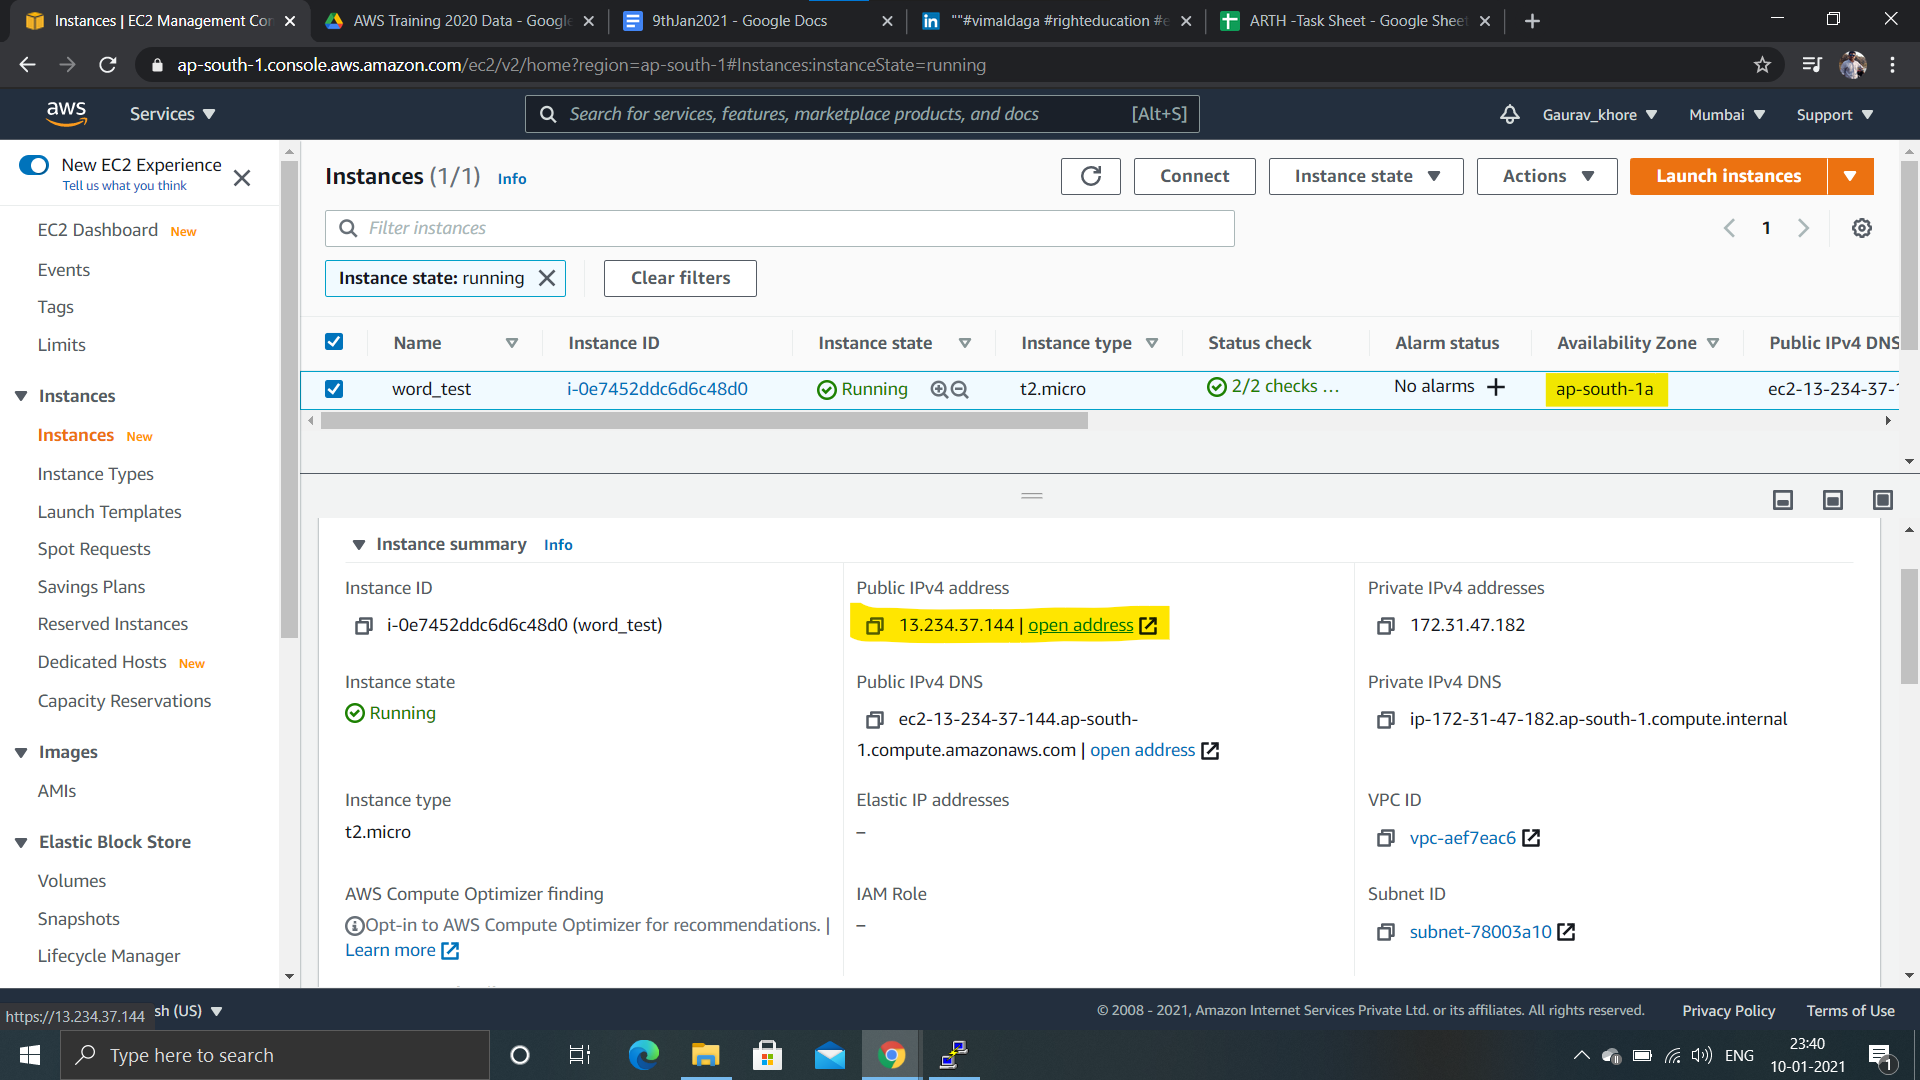 Instances | EC2 Management Con
AWS Training 2020 Data - Google
9thJan2021 - Google Docs
""#vimaldaga #righteducation #e
ARTH -Task Sheet - Google Sheet
ap-south-1.console.aws.amazon.com/ec2/v2/home?region=ap-south-1#Instances:instanceState=running
aws
Services
Search for services, features, marketplace products, and docs
[Alt+S]
Gaurav_khore
Mumbai
Support
New EC2 Experience
Tell us what you think
EC2 Dashboard New
Events
Tags
Limits
Instances
Instances New
Instance Types
Launch Templates
Spot Requests
Savings Plans
Reserved Instances
Dedicated Hosts New
Capacity Reservations
Images
AMIs
Elastic Block Store
Volumes
Snapshots
Lifecycle Manager
Instances (1/1) Info
Connect
Instance state
Actions
Launch instances
Filter instances
1
Instance state: running
Clear filters
Name
Instance ID
Instance state
Instance type
Status check
Alarm status
Availability Zone
Public IPv4 DNS
word_test
i-0e7452ddc6d6c48d0
Running
t2.micro
2/2 checks ...
No alarms
ap-south-1a
ec2-13-234-37-1
Instance summary Info
Instance ID
i-0e7452ddc6d6c48d0 (word_test)
Public IPv4 address
13.234.37.144 | open address
Private IPv4 addresses
172.31.47.182
Instance state
Running
Public IPv4 DNS
ec2-13-234-37-144.ap-south-
1.compute.amazonaws.com | open address
Private IPv4 DNS
ip-172-31-47-182.ap-south-1.compute.internal
Instance type
t2.micro
Elastic IP addresses
–
VPC ID
vpc-aef7eac6
AWS Compute Optimizer finding
Opt-in to AWS Compute Optimizer for recommendations. |
Learn more
IAM Role
–
Subnet ID
subnet-78003a10
https://13.234.37.144
sh (US)
© 2008 - 2021, Amazon Internet Services Private Ltd. or its affiliates. All rights reserved.
Privacy Policy
Terms of Use
Type here to search
ENG
23:40
10-01-2021
1